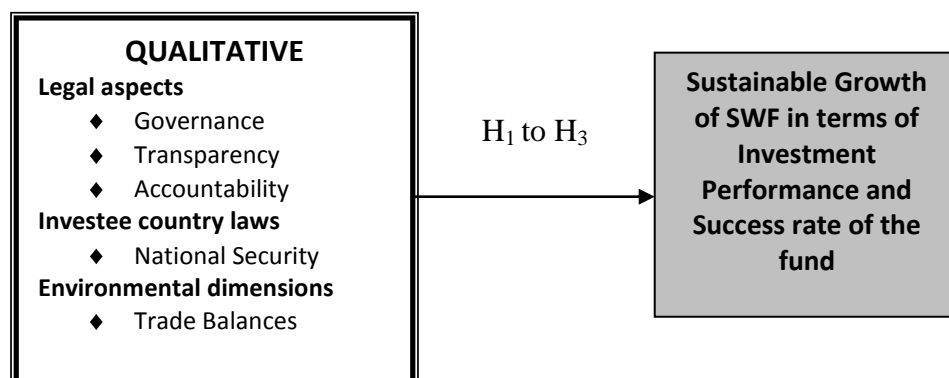 QUALITATIVE
Legal aspects
♦ Governance
♦ Transparency
♦ Accountability
Investee country laws
♦ National Security
Environmental dimensions
♦ Trade Balances
H₁ to H₃
Sustainable Growth
of SWF in terms of
Investment
Performance and
Success rate of the
fund